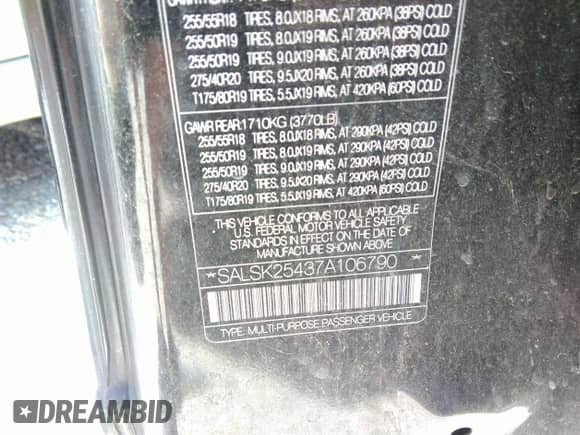 255/55R18 TIRES, 8.0JX18 RIMS, AT 260KPA (38PSI) COLD
255/50R19 TIRES, 8.0JX19 RIMS, AT 260KPA (38PSI) COLD
255/50R19 TIRES, 9.0JX19 RIMS, AT 260KPA (38PSI) COLD
275/40R20 TIRES, 9.5JX20 RIMS, AT 260KPA (38PSI) COLD
T175/80R19 TIRES, 5.5JX19 RIMS, AT 420KPA (60PSI) COLD
GAWR REAR: 1710KG (3770LB)
255/55R18 TIRES, 8.0JX18 RIMS, AT 290KPA (42PSI) COLD
255/50R19 TIRES, 8.0JX19 RIMS, AT 290KPA (42PSI) COLD
255/50R19 TIRES, 9.0JX19 RIMS, AT 290KPA (42PSI) COLD
275/40R20 TIRES, 9.5JX20 RIMS, AT 290KPA (42PSI) COLD
T175/80R19 TIRES, 5.5JX19 RIMS, AT 420KPA (60PSI) COLD
THIS VEHICLE CONFORMS TO ALL APPLICABLE
U.S. FEDERAL MOTOR VEHICLE SAFETY
STANDARDS IN EFFECT ON THE DATE OF
MANUFACTURE SHOWN ABOVE
*SALSK25437A106790*
TYPE: MULTI-PURPOSE PASSENGER VEHICLE
DREAMBID